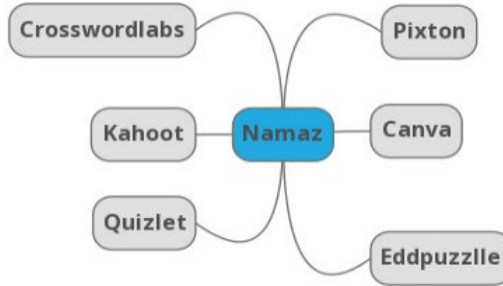 Crosswordlabs
Pixton
Kahoot
Namaz
Canva
Quizlet
Eddpuzzlle